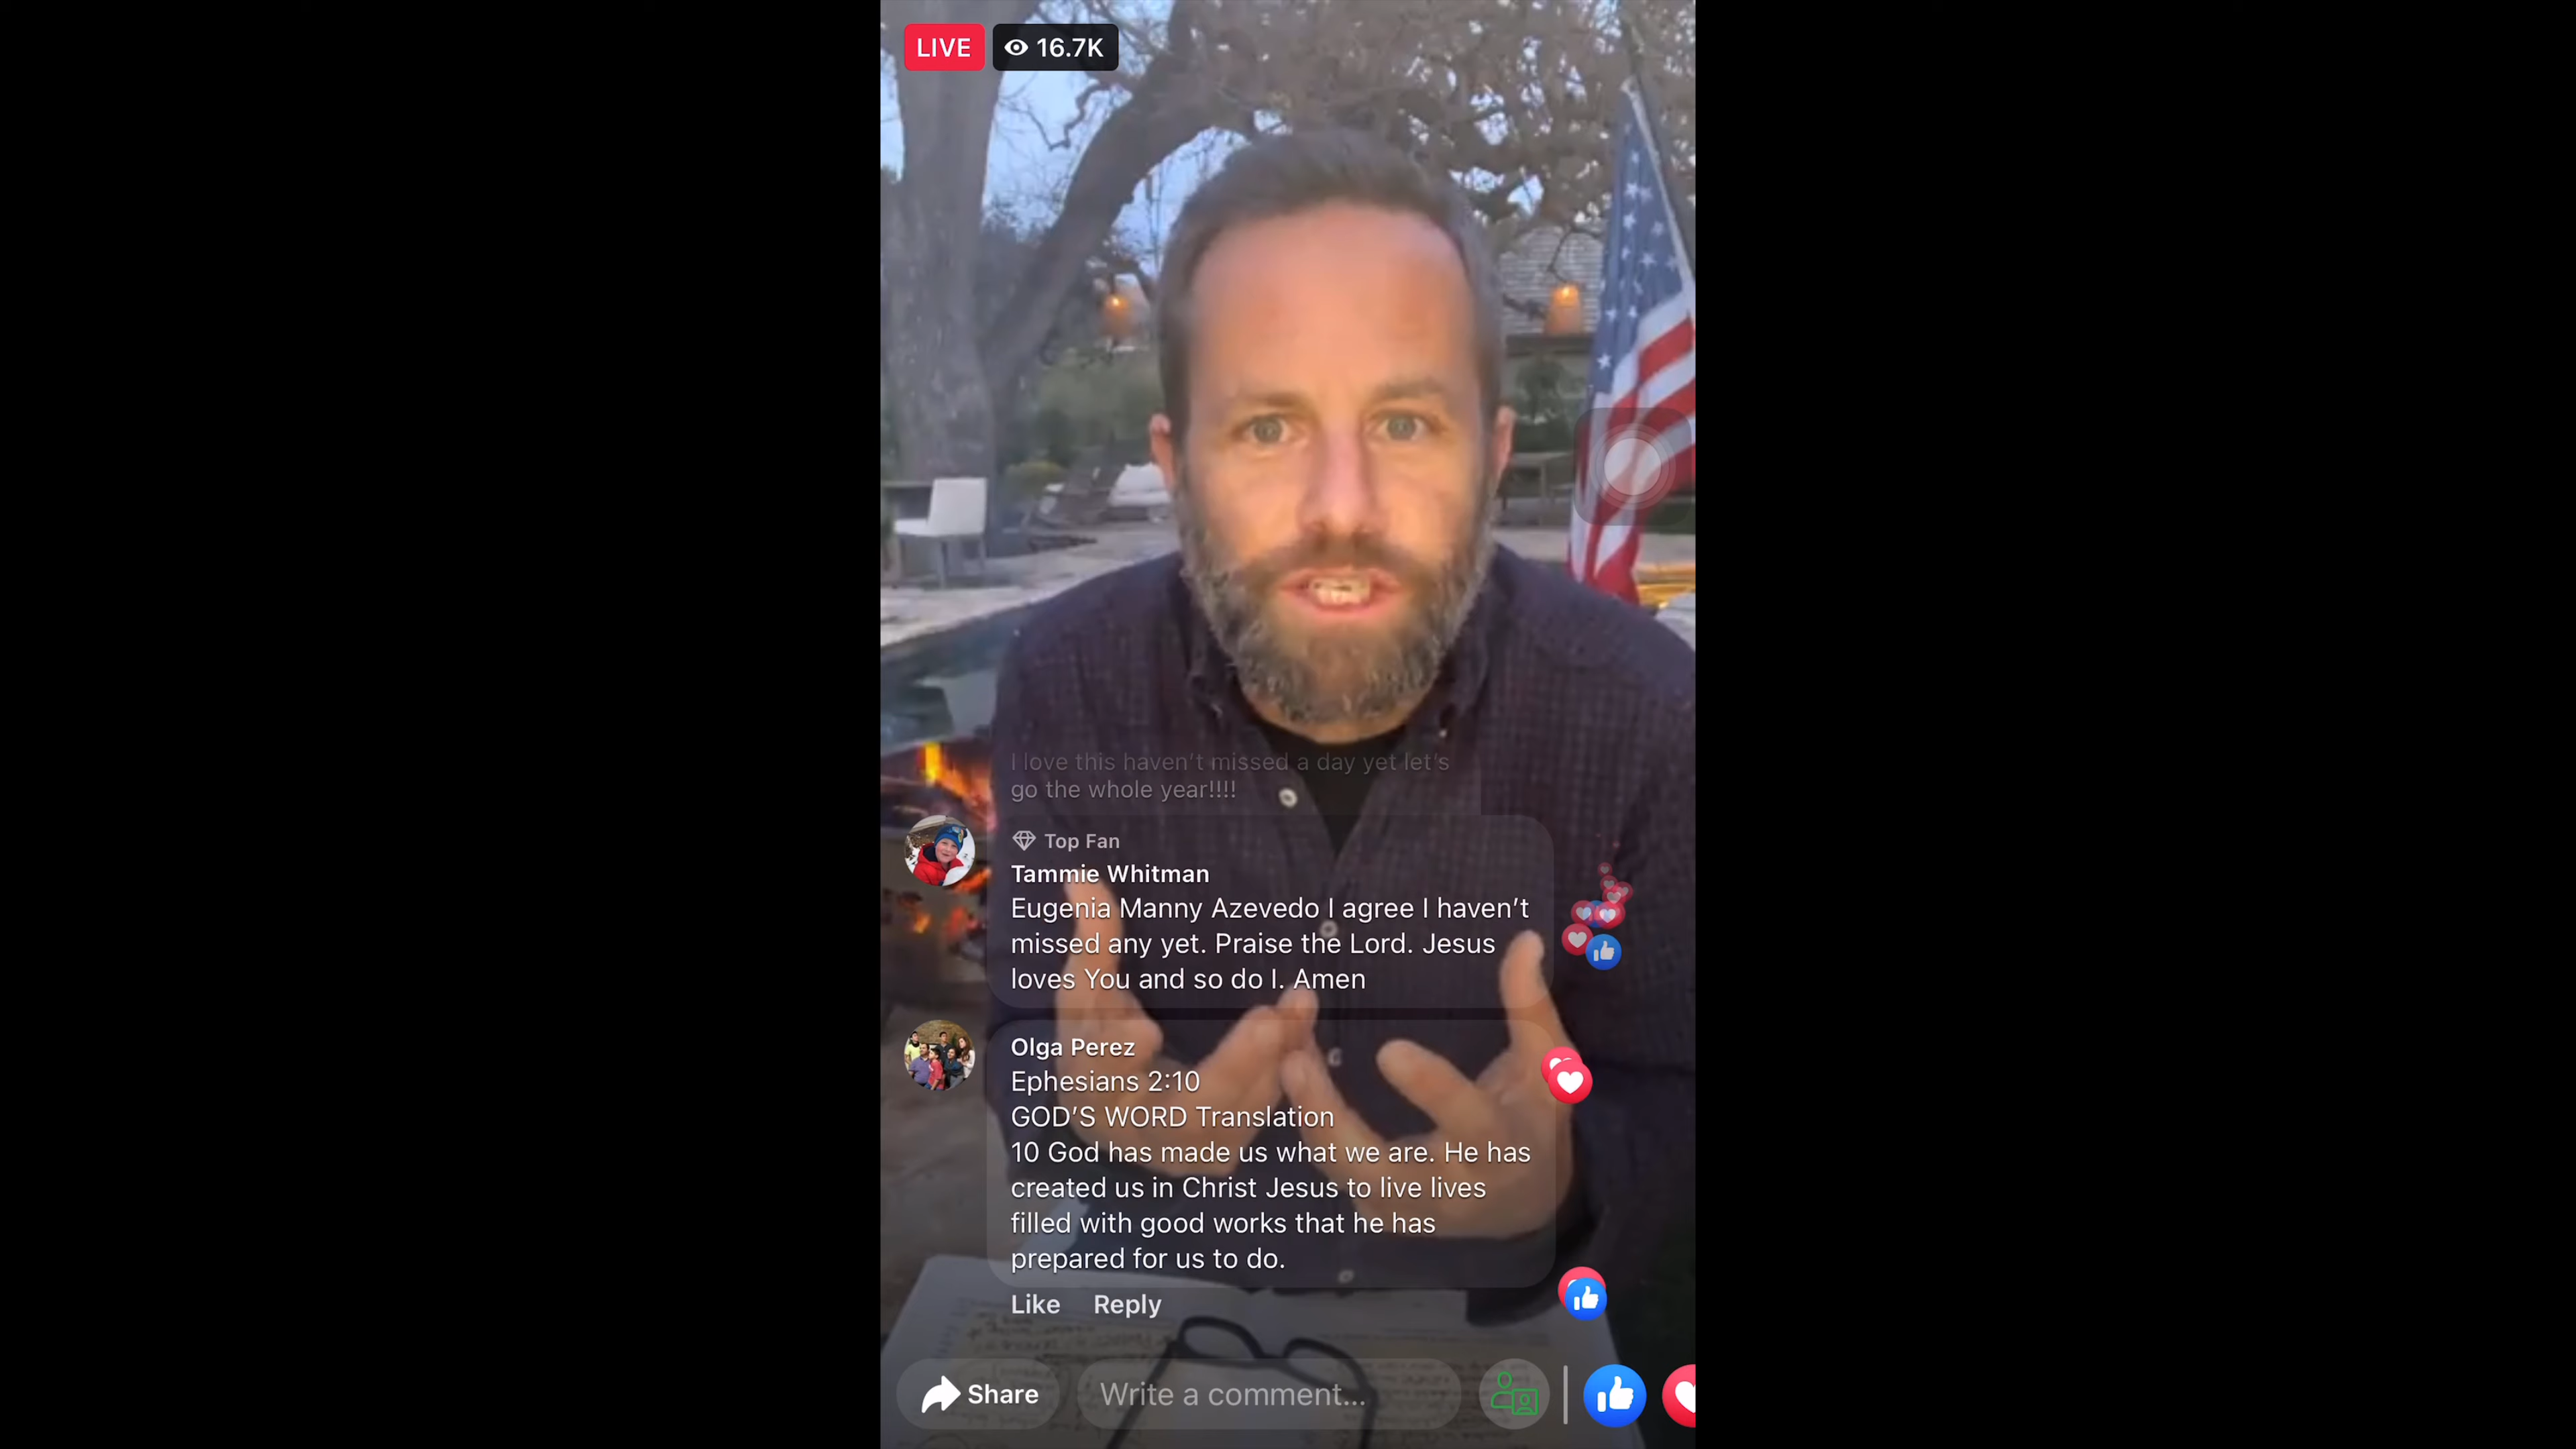 LIVE 16.7K
I love this haven't missed a day yet let's
go the whole year!!!!
Top Fan
Tammie Whitman
Eugenia Manny Azevedo I agree I haven't
missed any yet. Praise the Lord. Jesus
loves You and so do I. Amen
Olga Perez
Ephesians 2:10
GOD'S WORD Translation
10 God has made us what we are. He has
created us in Christ Jesus to live lives
filled with good works that he has
prepared for us to do.
Like Reply
Share Write a comment...